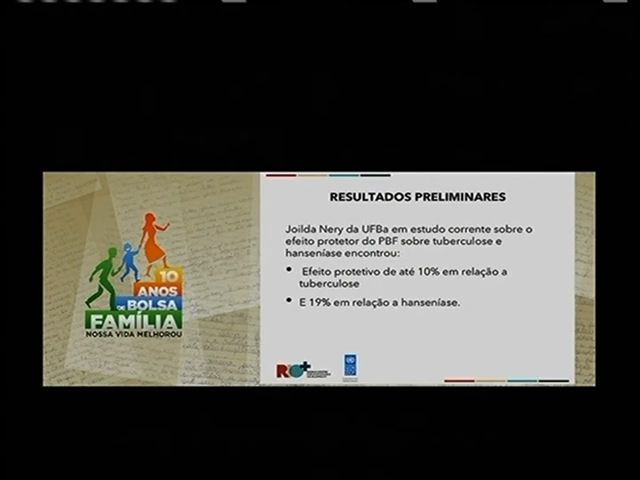 RESULTADOS PRELIMINARES
Joilda Nery da UFBa em estudo corrente sobre o
efeito protetor do PBF sobre tuberculose e
hanseníase encontrou:
• Efeito protetivo de até 10% em relação a
tuberculose
• E 19% em relação a hanseníase.
10
ANOS
DE BOLSA
FAMÍLIA
NOSSA VIDA MELHOROU
RIO+